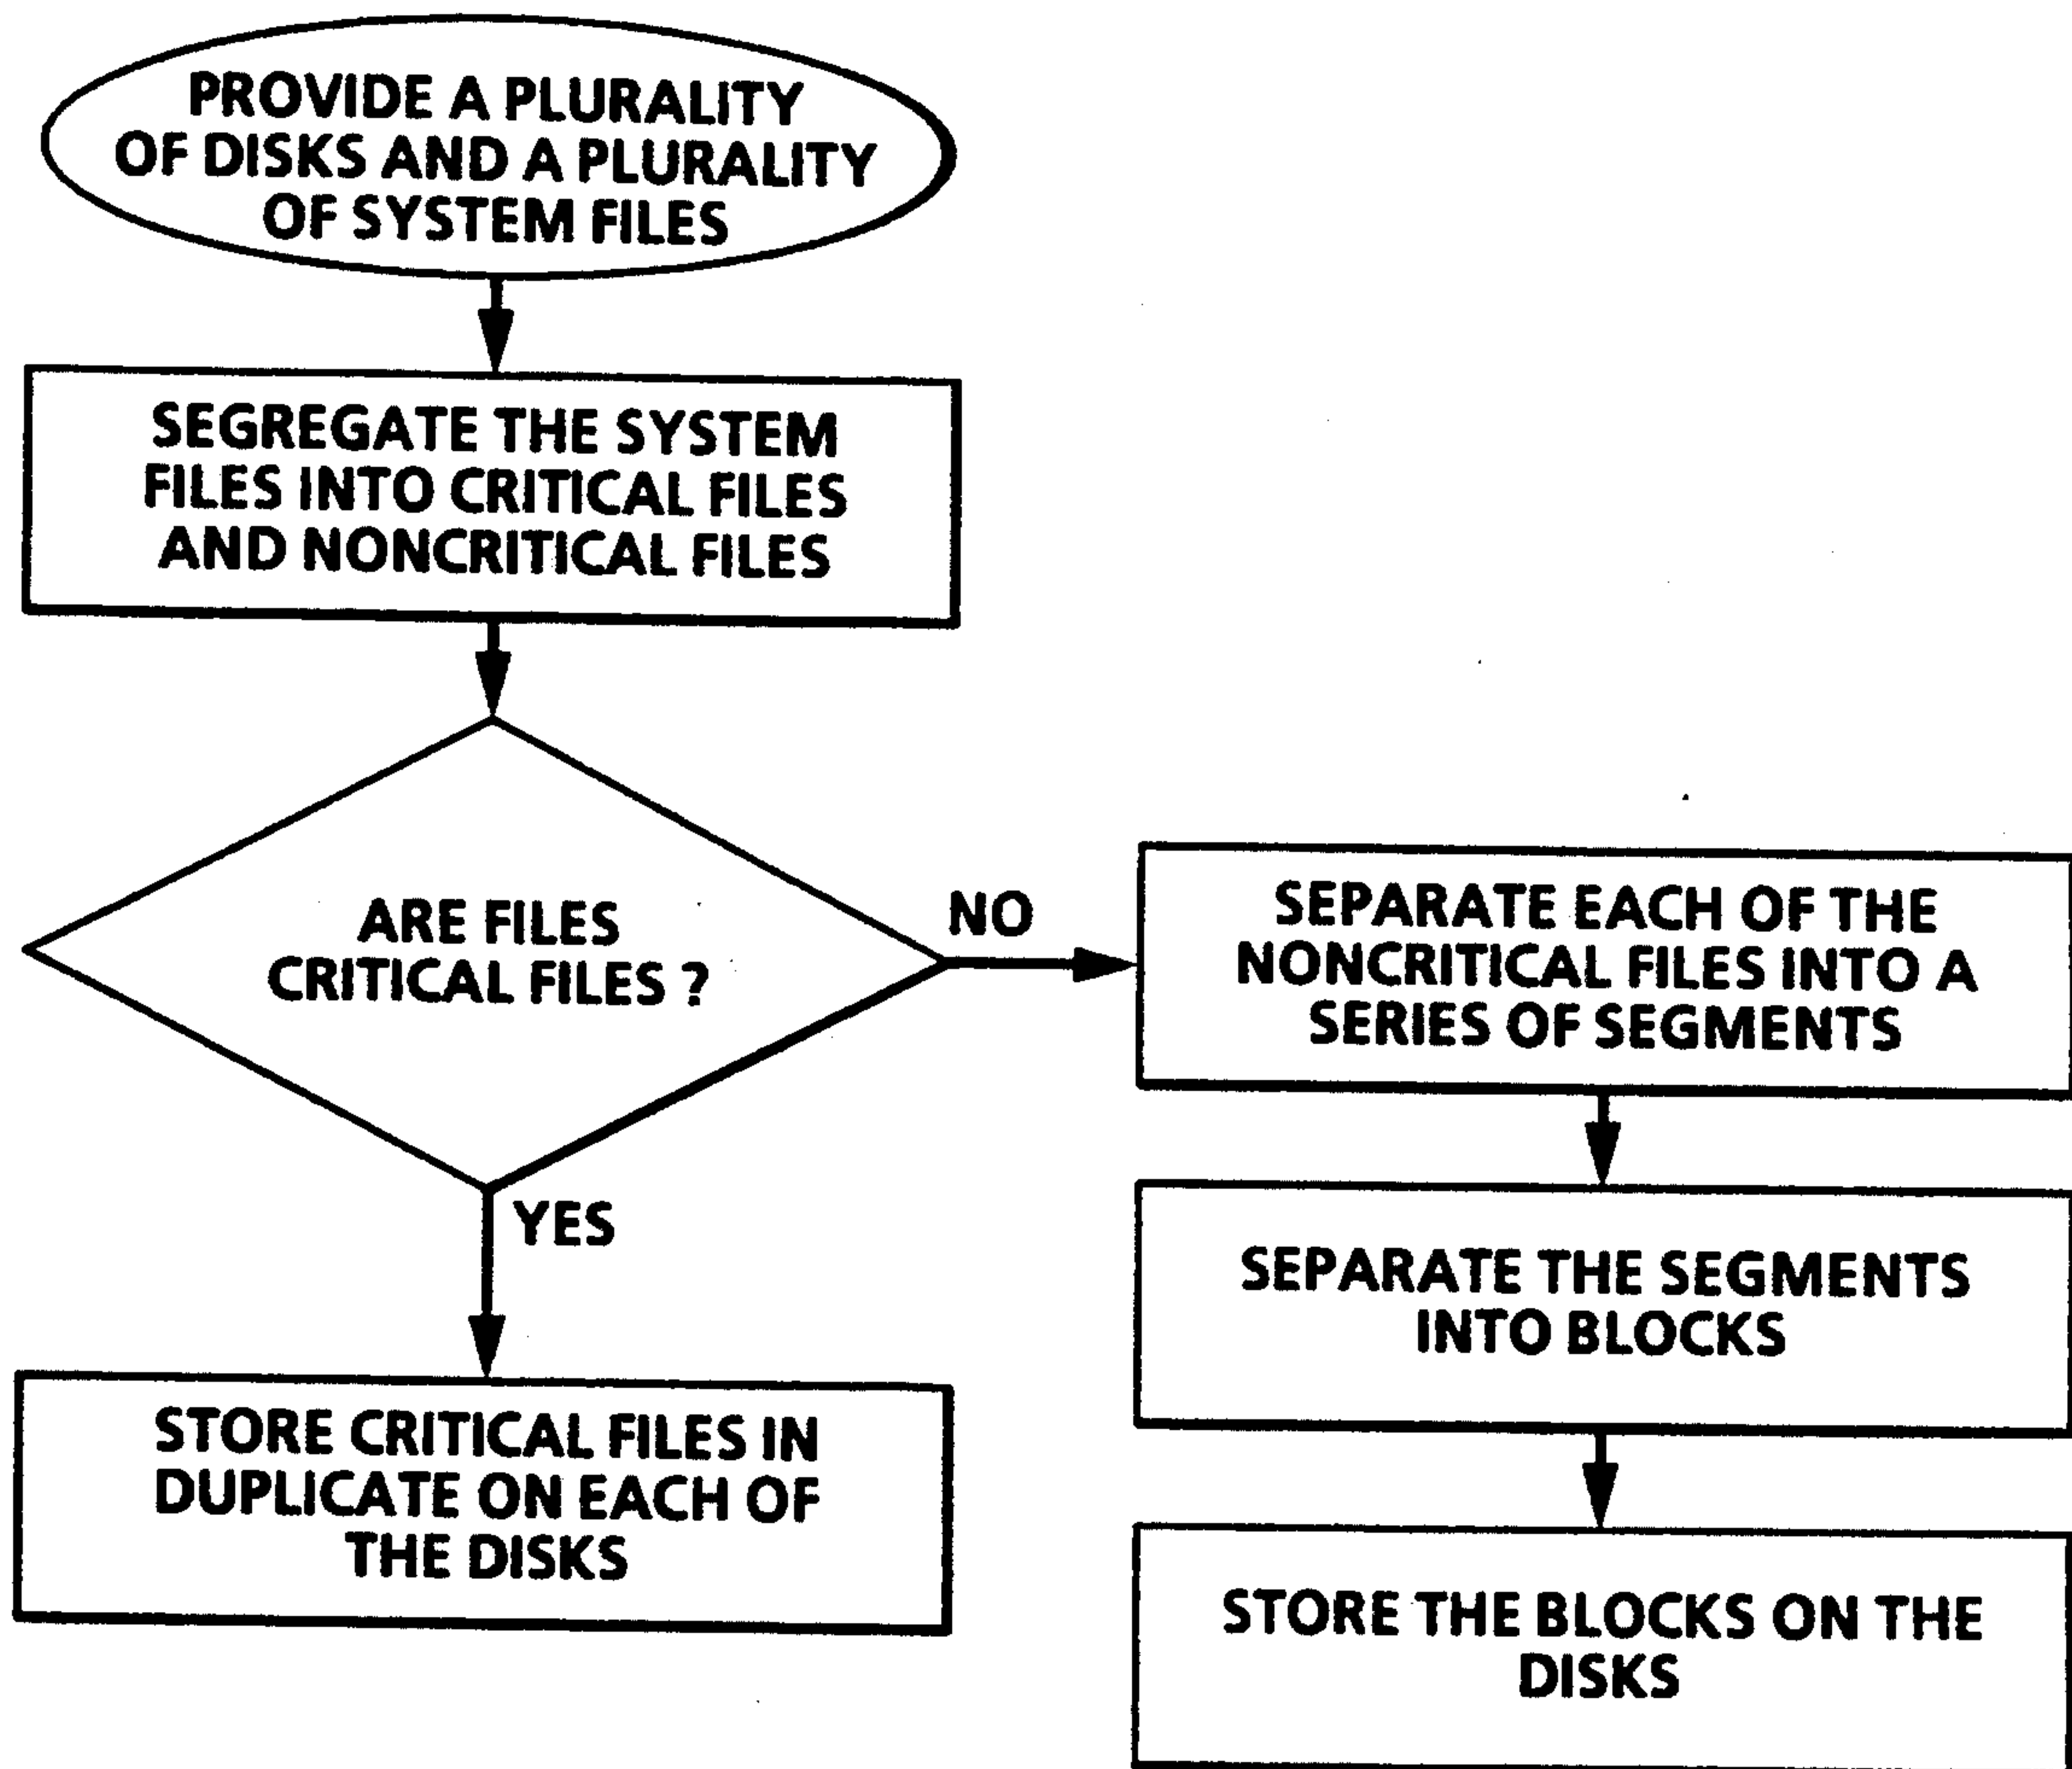 PROVIDE A PLURALITY
OF DISKS AND A PLURALITY
OF SYSTEM FILES
SEGREGATE THE SYSTEM
FILES INTO CRITICAL FILES
AND NONCRITICAL FILES
ARE FILES
CRITICAL FILES ?
NO
YES
STORE CRITICAL FILES IN
DUPLICATE ON EACH OF
THE DISKS
SEPARATE EACH OF THE
NONCRITICAL FILES INTO A
SERIES OF SEGMENTS
SEPARATE THE SEGMENTS
INTO BLOCKS
STORE THE BLOCKS ON THE
DISKS